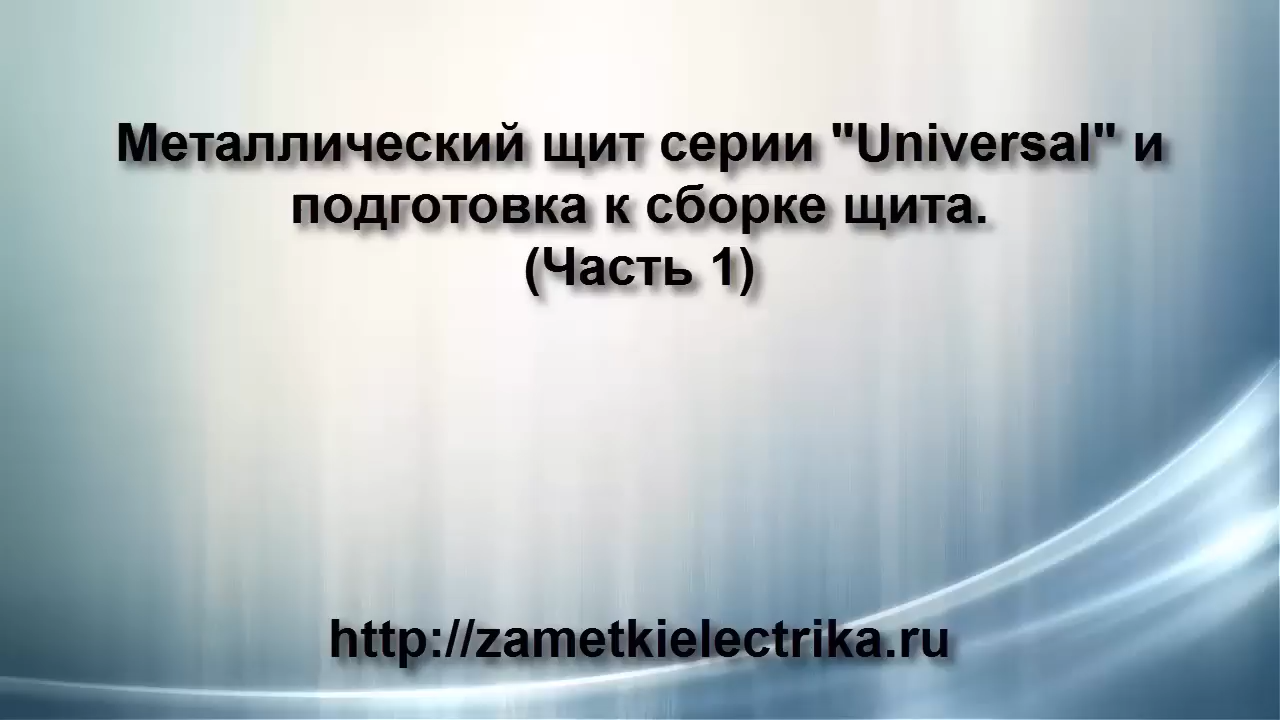 Металлический щит серии "Universal" и
подготовка к сборке щита.
(Часть 1)
http://zametkielectrika.ru